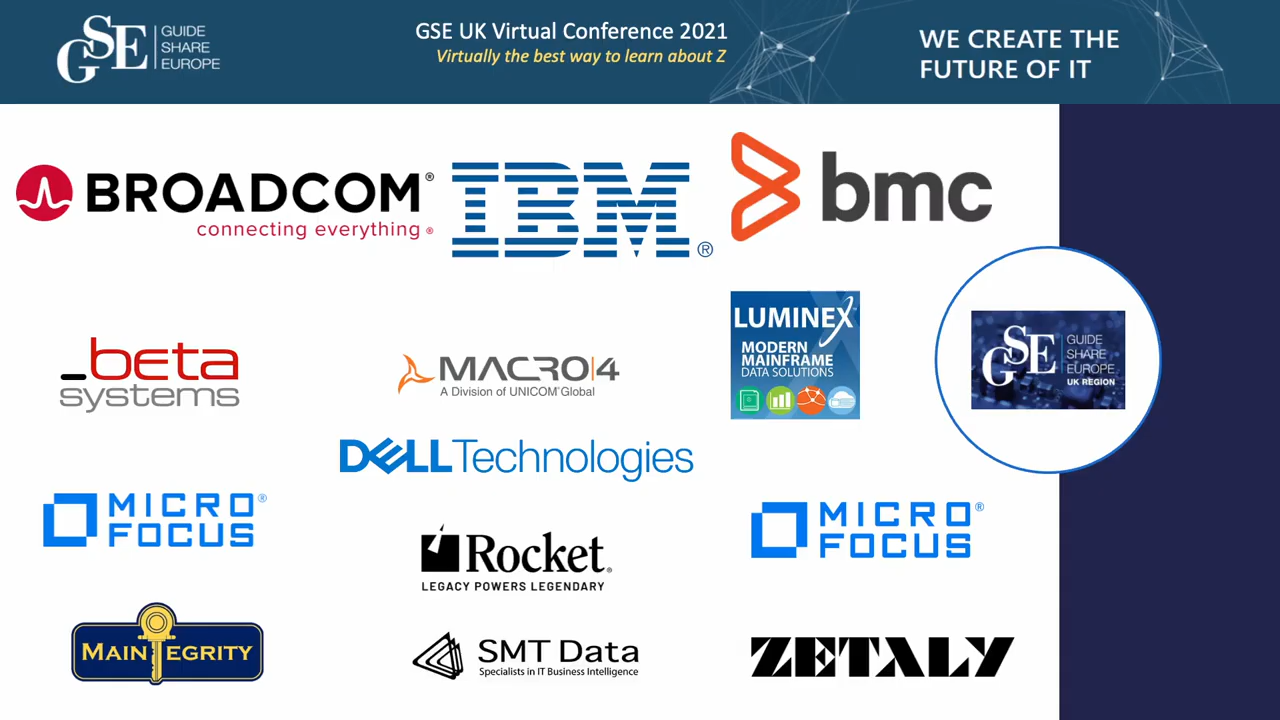 GSE
GUIDE
SHARE
EUROPE
GSE UK Virtual Conference 2021
Virtually the best way to learn about Z
WE CREATE THE
FUTURE OF IT
BROADCOM®
connecting everything®
IBM®
bmc
beta
systems
MACRO|4
A Division of UNICOM® Global
LUMINEX
MODERN
MAINFRAME
DATA SOLUTIONS
GSE
GUIDE
SHARE
EUROPE
UK REGION
DELL Technologies
MICRO®
FOCUS
Rocket®
LEGACY POWERS LEGENDARY
MICRO®
FOCUS
MAINTEGRITY
SMT Data
Specialists in IT Business Intelligence
ZETALY